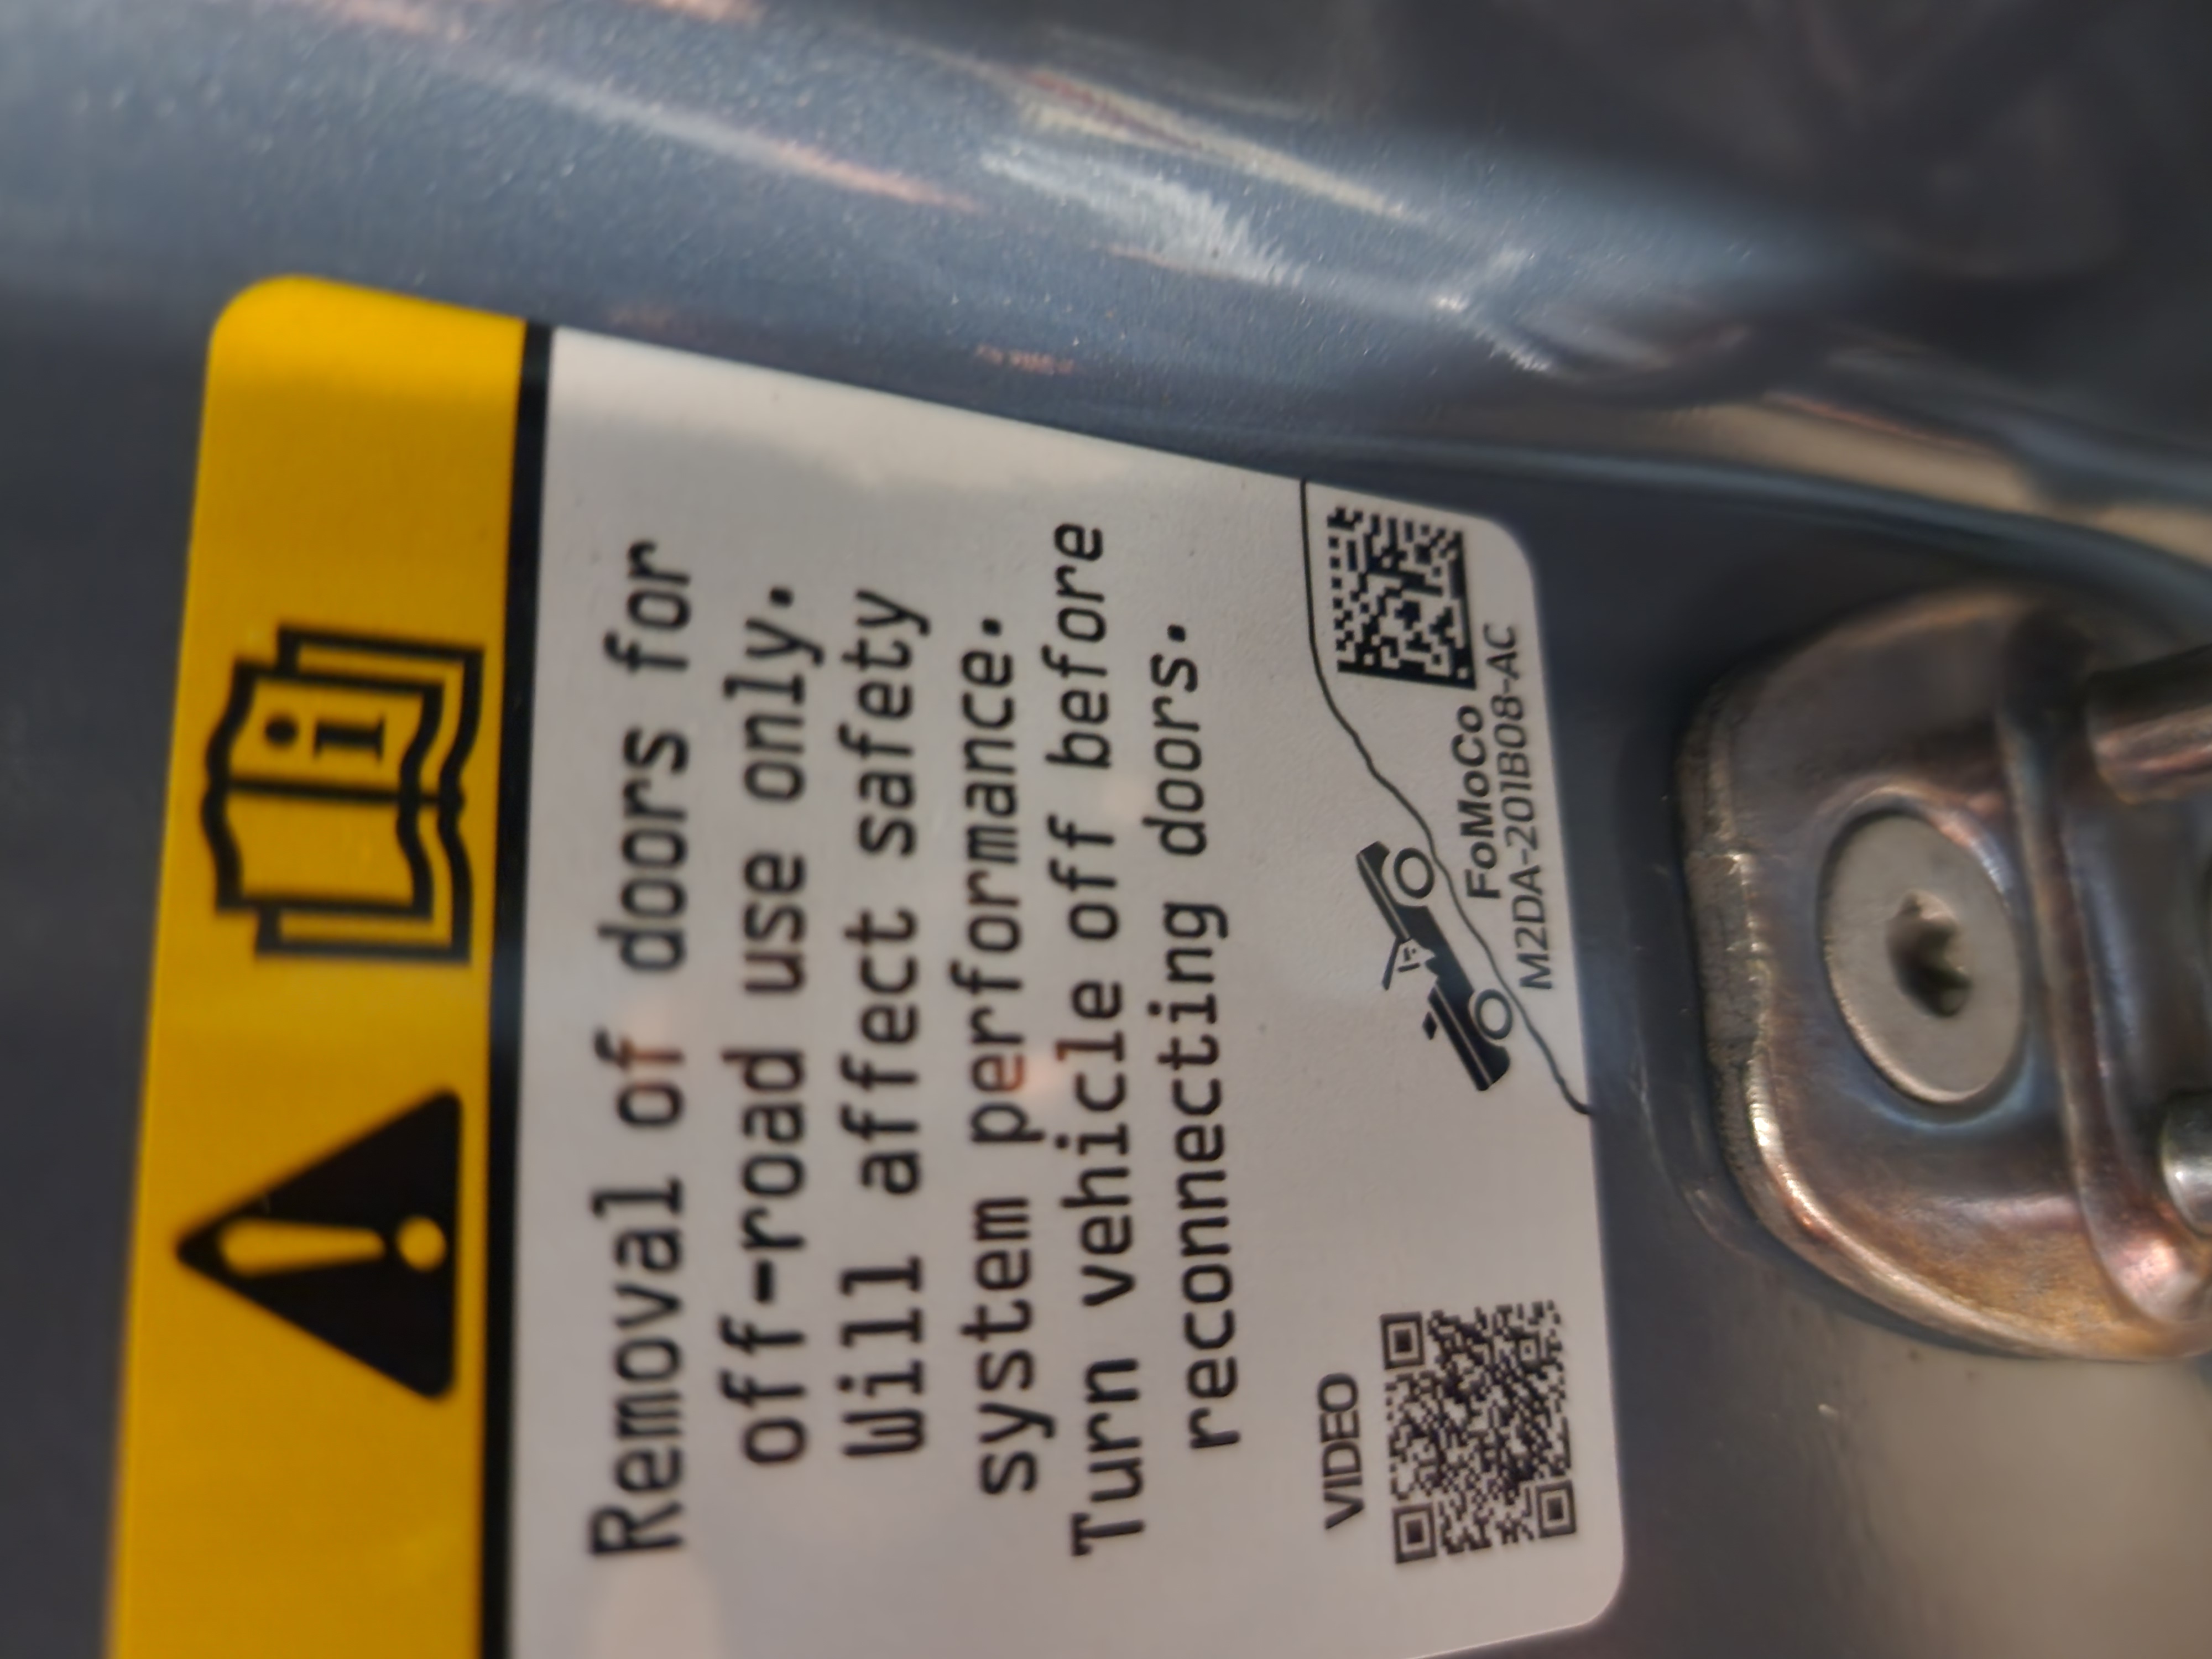 Removal of doors for
off-road use only.
Will affect safety
system performance.
Turn vehicle off before
reconnecting doors.
VIDEO
FoMoCo
M2DA-201B08-AC